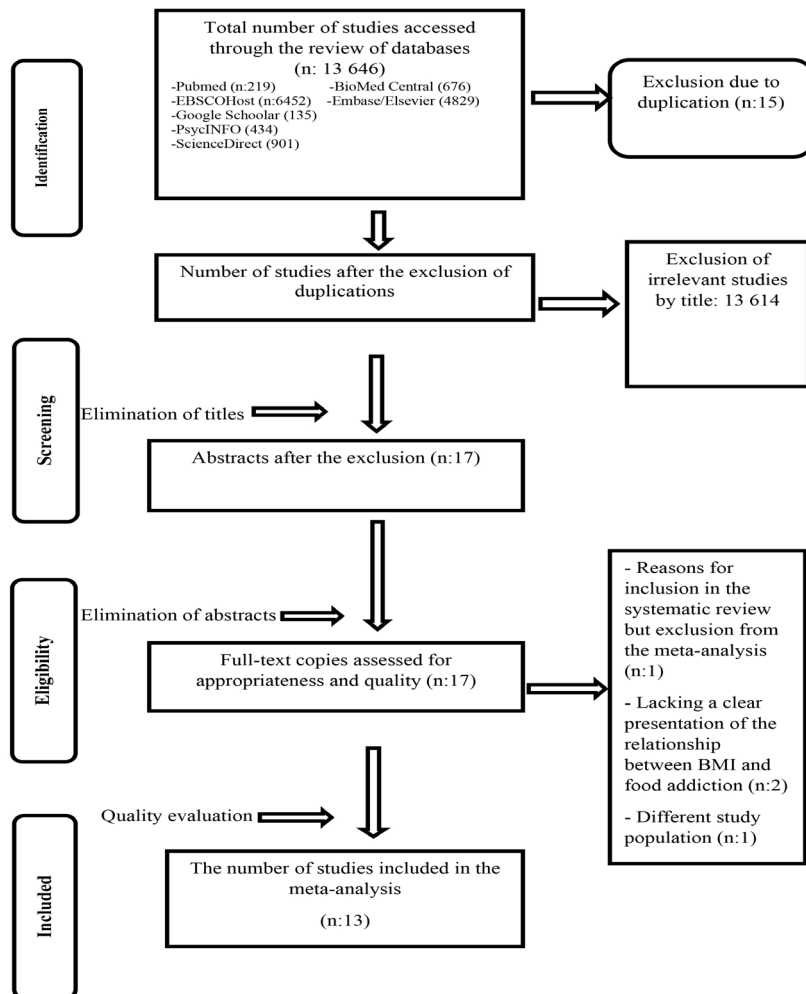 Total number of studies accessed
through the review of databases
(n: 13 646)
-Pubmed (n:219) -BioMed Central (676)
-EBSCOHost (n:6452) -Embase/Elsevier (4829)
-Google Schoolar (135)
-PsycINFO (434)
-ScienceDirect (901)
Exclusion due to
duplication (n:15)
Identification
Number of studies after the exclusion of
duplications
Exclusion of
irrelevant studies
by title: 13 614
Screening
Elimination of titles
Abstracts after the exclusion (n:17)
Eligibility
Elimination of abstracts
Full-text copies assessed for
appropriateness and quality (n:17)
- Reasons for
inclusion in the
systematic review
but exclusion from
the meta-analysis
(n:1)
- Lacking a clear
presentation of the
relationship
between BMI and
food addiction (n:2)
- Different study
population (n:1)
Quality evaluation
Included
The number of studies included in the
meta-analysis
(n:13)